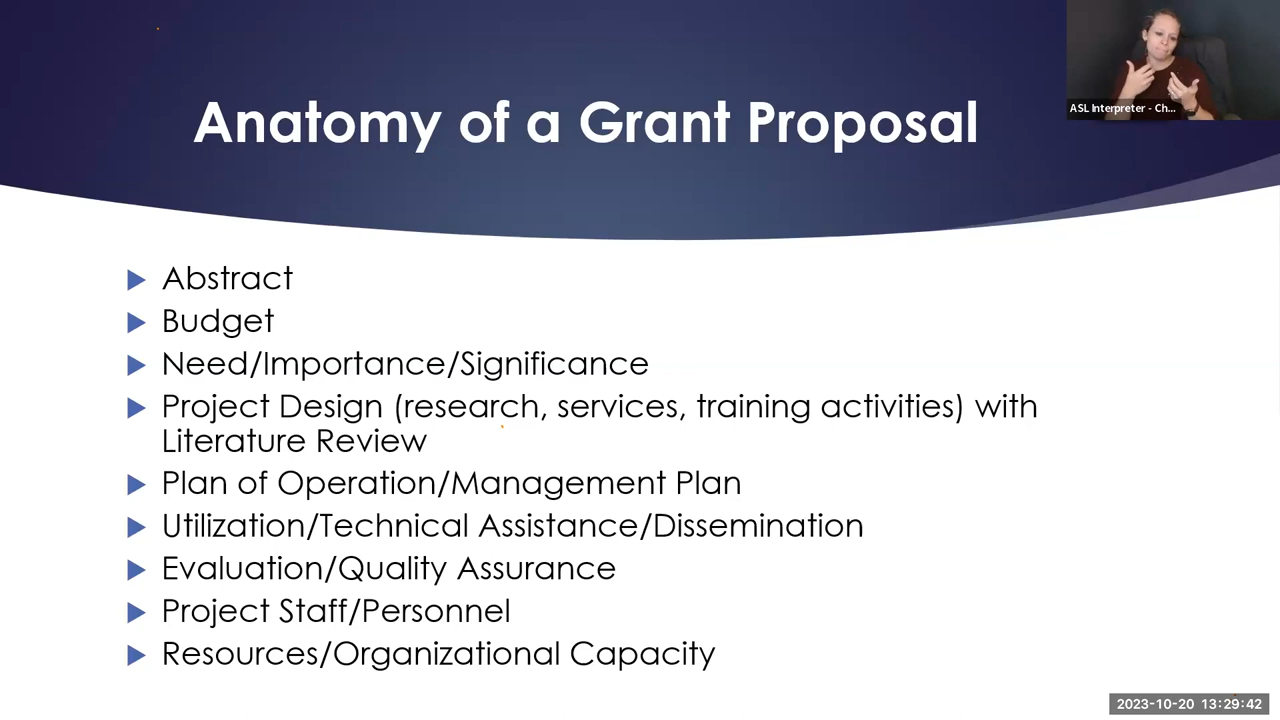 Anatomy of a Grant Proposal
ASL Interpreter - Ch...
Abstract
Budget
Need/Importance/Significance
Project Design (research, services, training activities) with
Literature Review
Plan of Operation/Management Plan
Utilization/Technical Assistance/Dissemination
Evaluation/Quality Assurance
Project Staff/Personnel
Resources/Organizational Capacity
2023-10-20 13:29:42